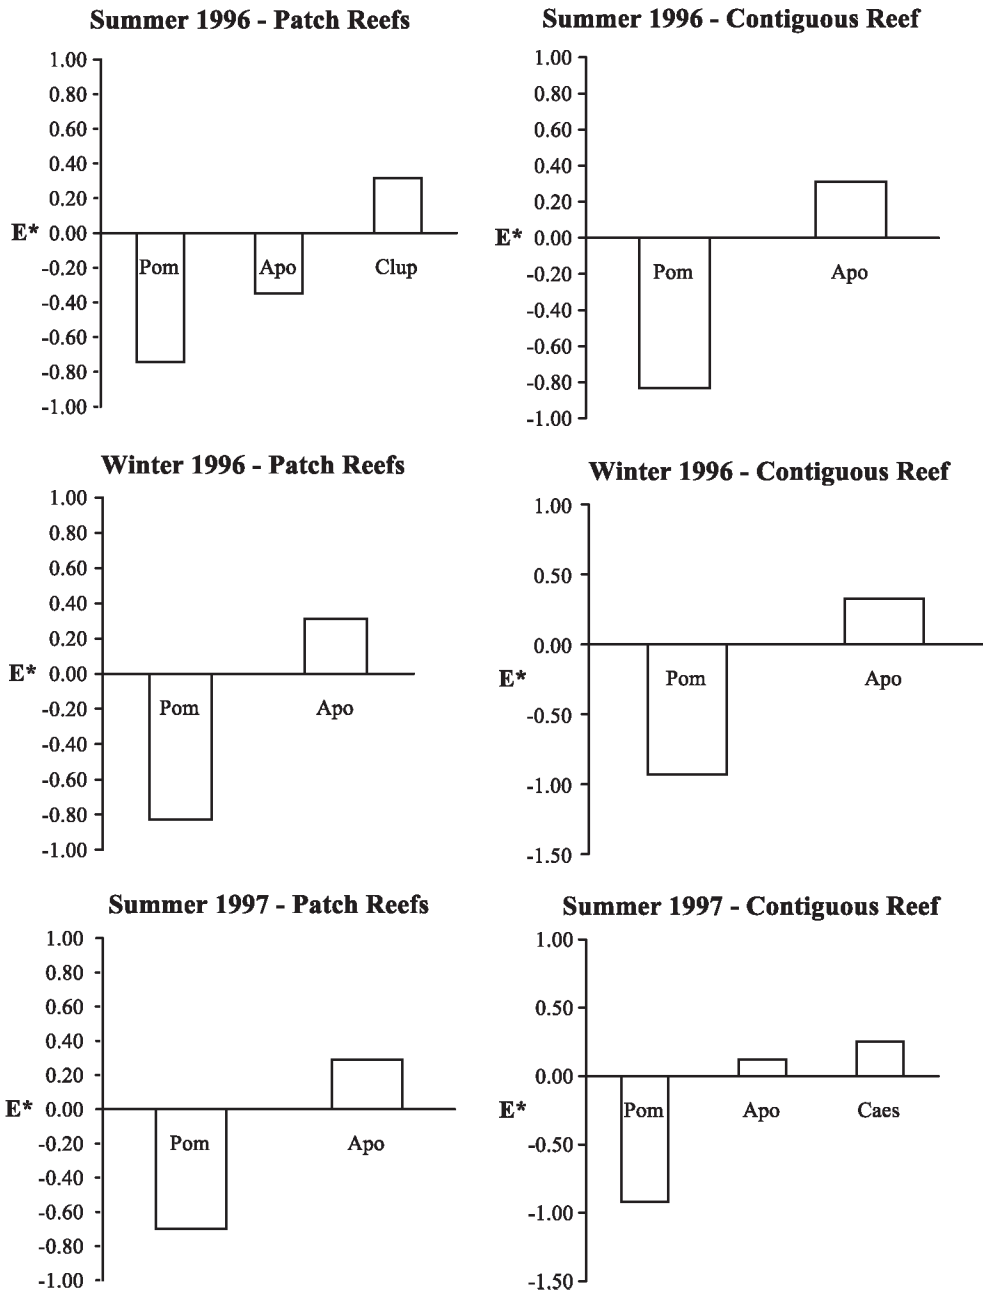 Summer 1996 - Patch Reefs
1.00
0.80
0.60
0.40
0.20
E* 0.00
-0.20
-0.40
-0.60
-0.80
-1.00
Pom Apo Clup
Summer 1996 - Contiguous Reef
1.00
0.80
0.60
0.40
0.20
E* 0.00
-0.20
-0.40
-0.60
-0.80
-1.00
Pom Apo
Winter 1996 - Patch Reefs
1.00
0.80
0.60
0.40
0.20
E* 0.00
-0.20
-0.40
-0.60
-0.80
-1.00
Pom Apo
Winter 1996 - Contiguous Reef
1.00
0.50
0.00
E*
-0.50
-1.00
-1.50
Pom Apo
Summer 1997 - Patch Reefs
1.00
0.80
0.60
0.40
0.20
E* 0.00
-0.20
-0.40
-0.60
-0.80
-1.00
Pom Apo
Summer 1997 - Contiguous Reef
1.00
0.50
0.00
E*
-0.50
-1.00
-1.50
Pom Apo Caes